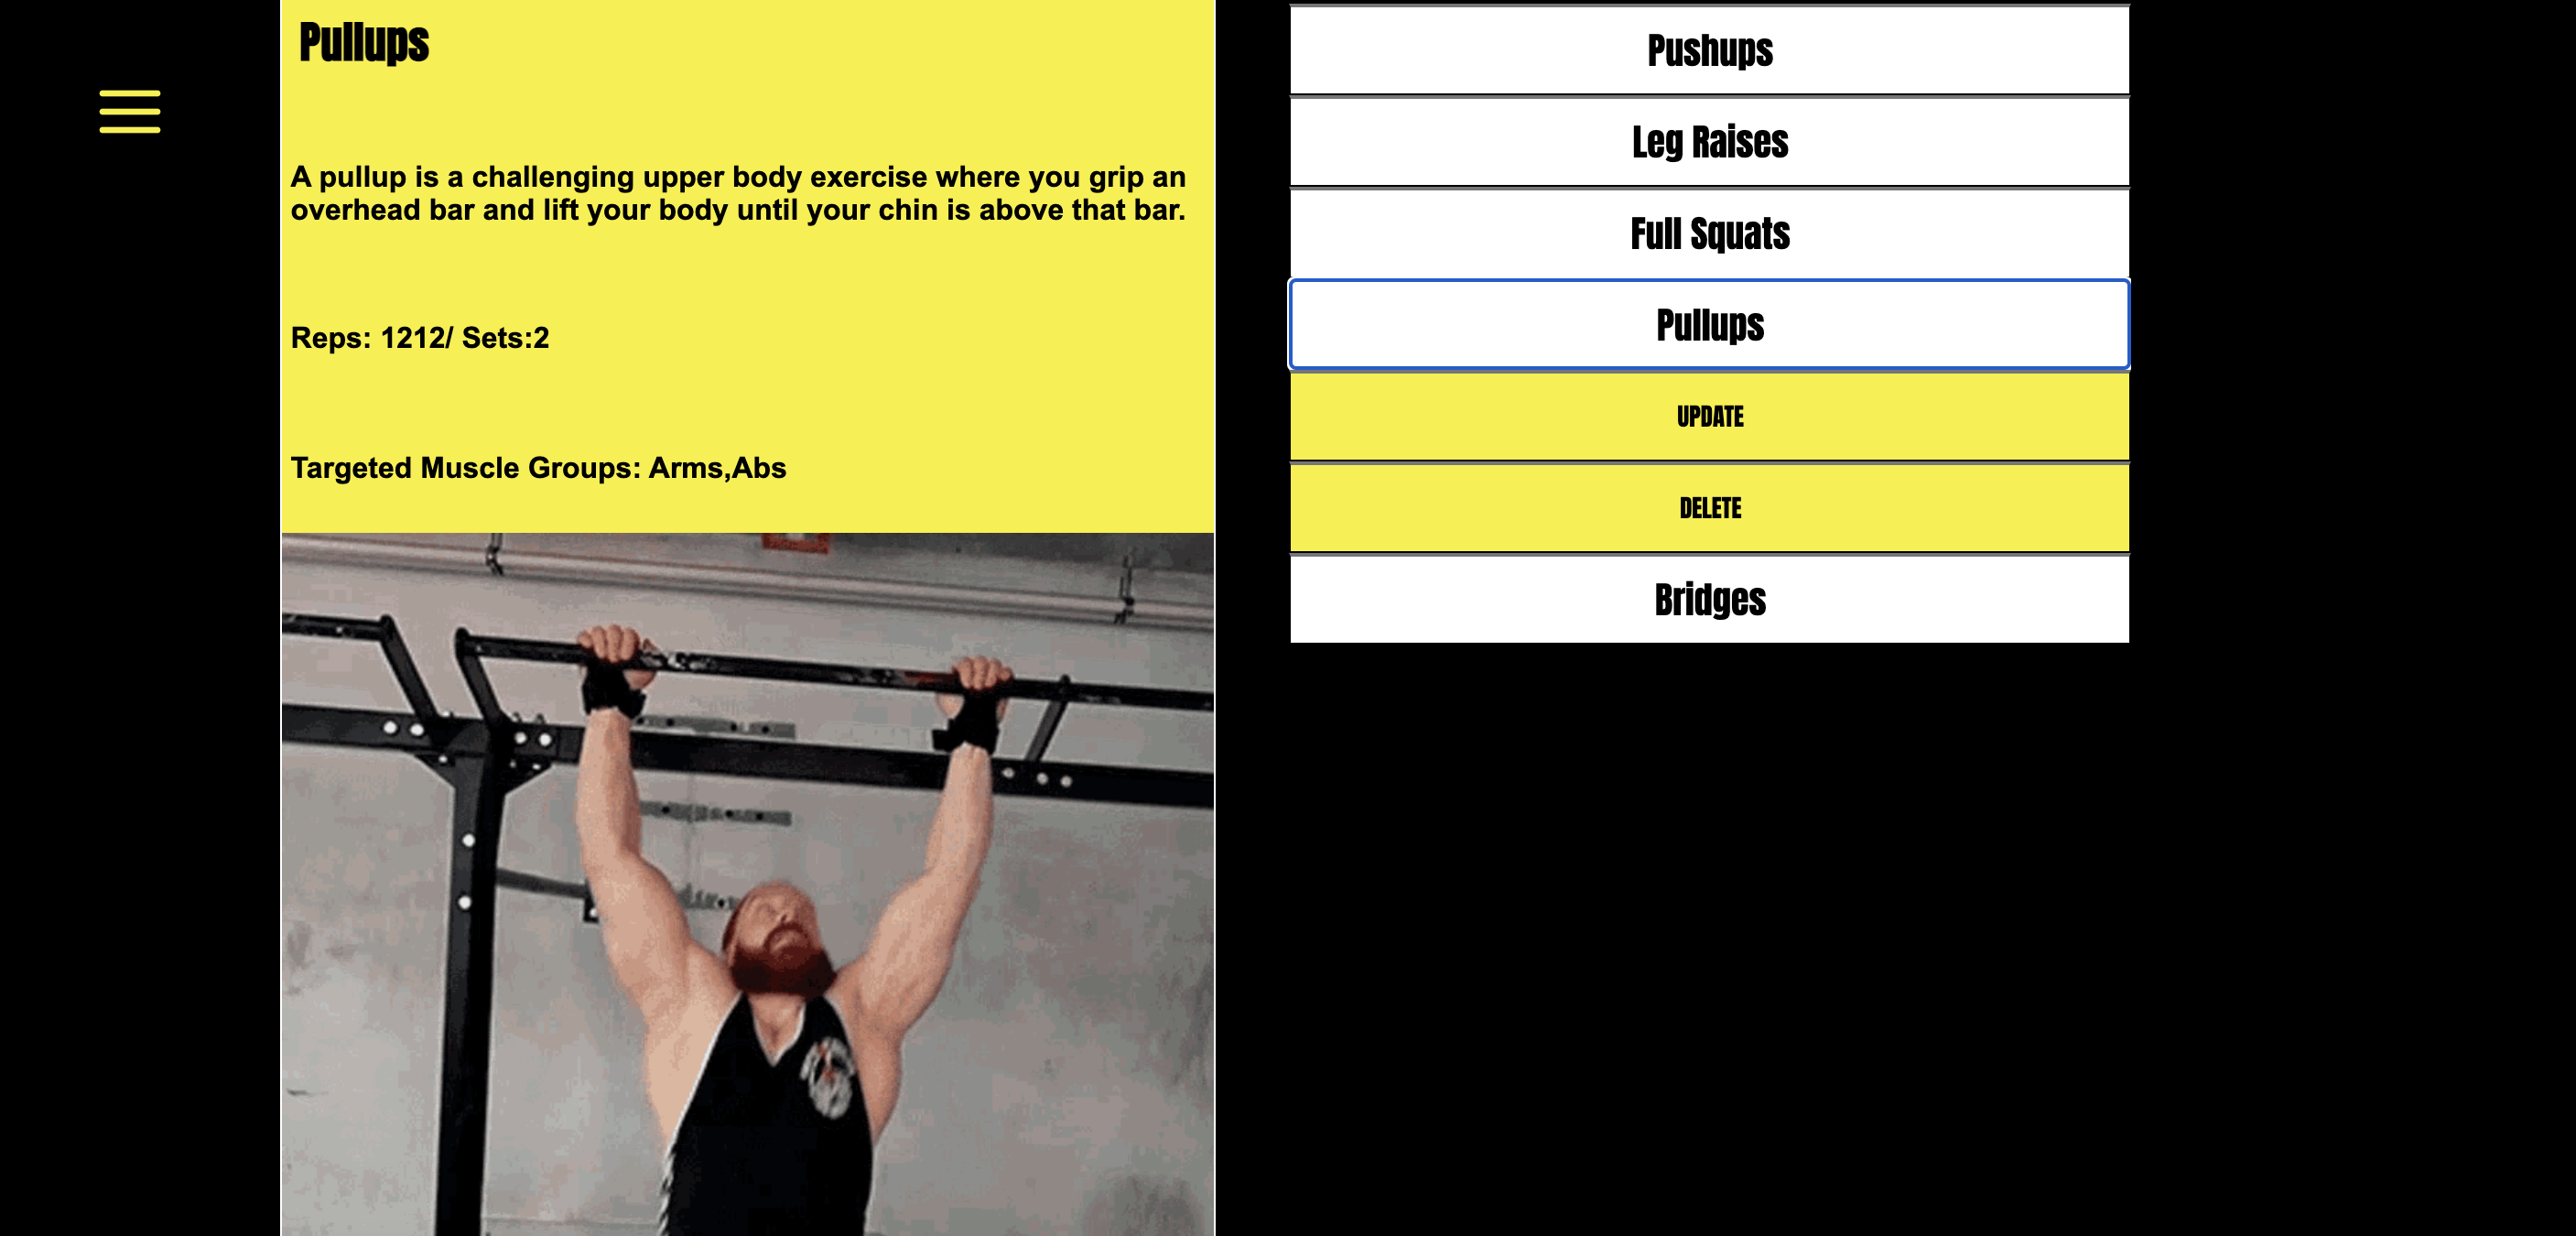 Pullups
A pullup is a challenging upper body exercise where you grip an
overhead bar and lift your body until your chin is above that bar.
Reps: 1212/ Sets:2
Targeted Muscle Groups: Arms,Abs
Pushups
Leg Raises
Full Squats
Pullups
UPDATE
DELETE
Bridges